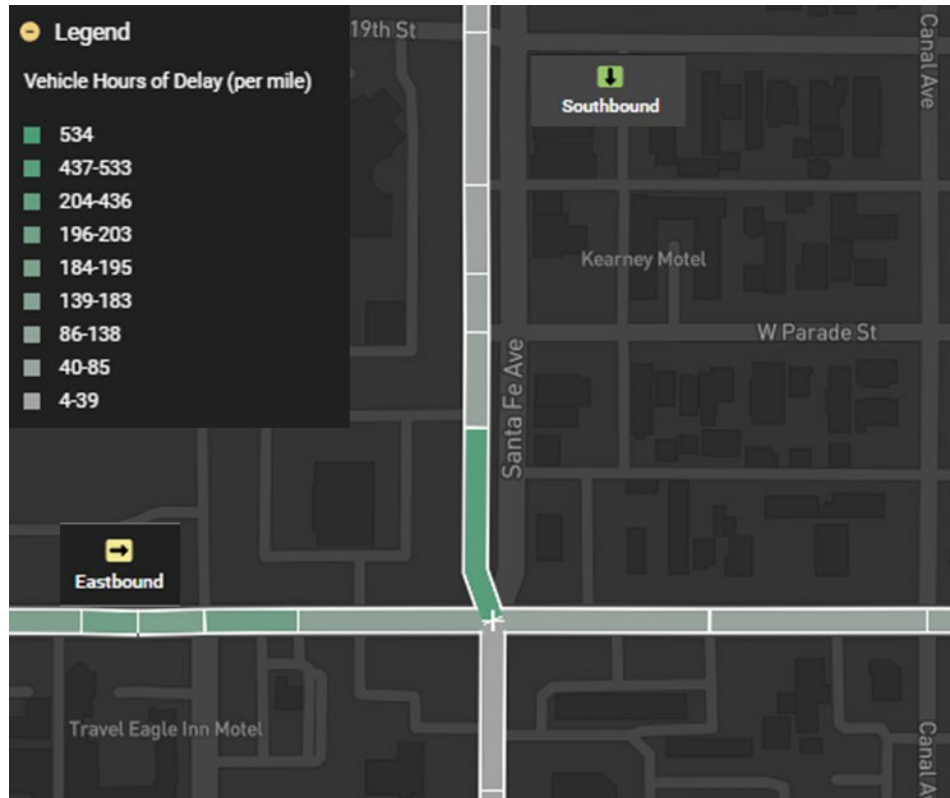 Legend
Vehicle Hours of Delay (per mile)
534
437-533
204-436
196-203
184-195
139-183
86-138
40-85
4-39
19th St
Southbound
Canal Ave
Kearney Motel
W Parade St
Santa Fe Ave
Eastbound
Travel Eagle Inn Motel
Canal A